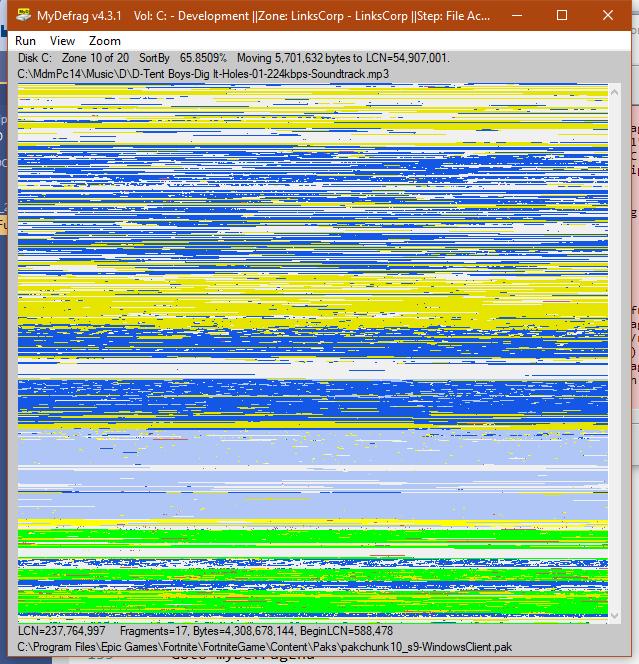 MyDefrag v4.3.1 Vol: C: - Development ||Zone: LinksCorp - LinksCorp ||Step: File Ac...
Run View Zoom
Disk C: Zone 10 of 20 SortBy 65.8509% Moving 5,701,632 bytes to LCN=54,907,001.
C:\MdmPc14\Music\D\D-Tent Boys-Dig It-Holes-01-224kbps-Soundtrack.mp3
LCN=237,764,997 Fragments=17, Bytes=4,308,678,144, BeginLCN=588,478
C:\Program Files\Epic Games\Fortnite\FortniteGame\Content\Paks\pakchunk10_s9-WindowsClient.pak